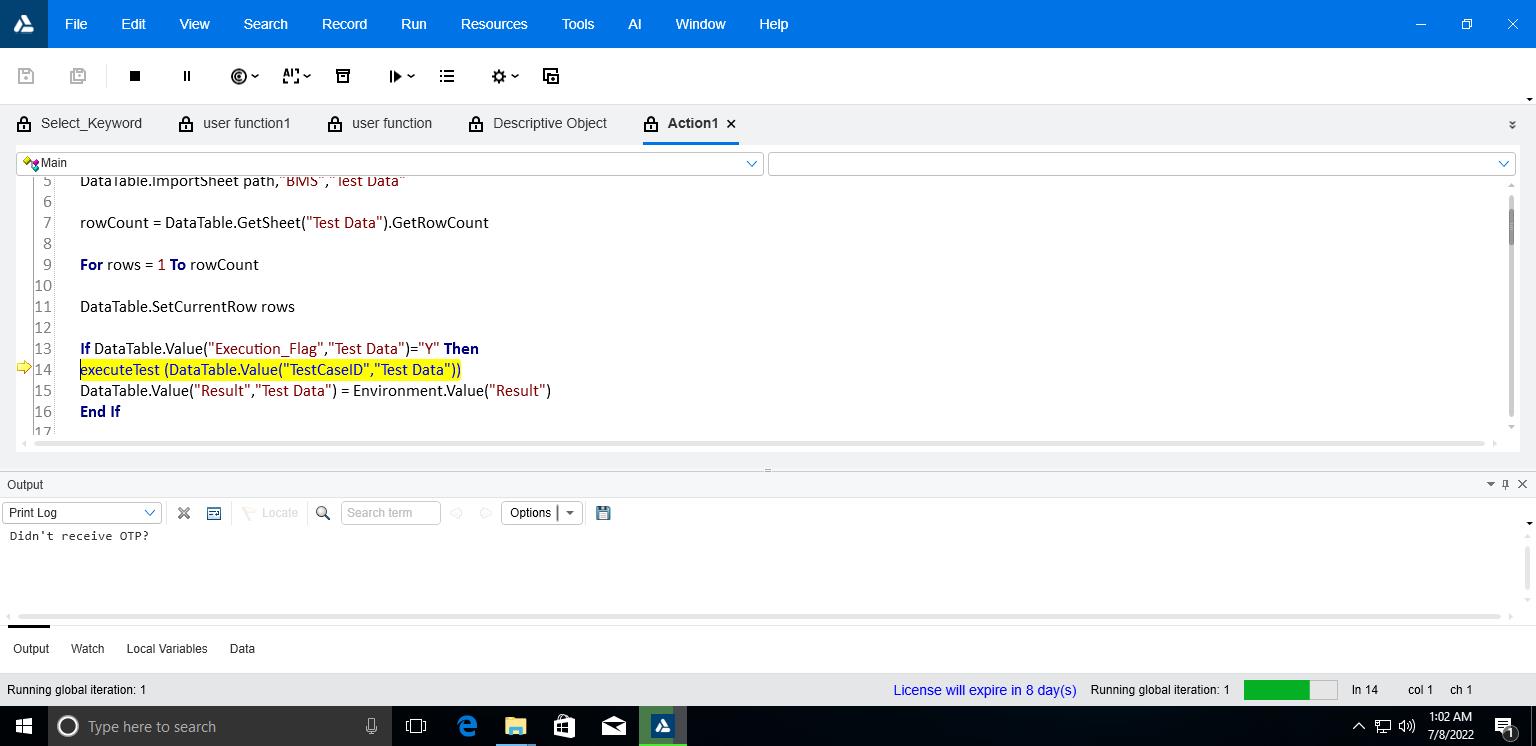 File Edit View Search Record Run Resources Tools AI Window Help
AI
Select_Keyword user function1 user function Descriptive Object Action1
Main
5 DataTable.ImportSheet path,"BMS","Test Data"
6
7 rowCount = DataTable.GetSheet("Test Data").GetRowCount
8
9 For rows = 1 To rowCount
10
11 DataTable.SetCurrentRow rows
12
13 If DataTable.Value("Execution_Flag","Test Data")="Y" Then
14 executeTest (DataTable.Value("TestCaseID","Test Data"))
15 DataTable.Value("Result","Test Data") = Environment.Value("Result")
16 End If
17
Output
Print Log Locate Search term Options
Didn't receive OTP?
Output Watch Local Variables Data
Running global iteration: 1 License will expire in 8 day(s) Running global iteration: 1 ln 14 col 1 ch 1
Type here to search 1:02 AM
7/8/2022 1